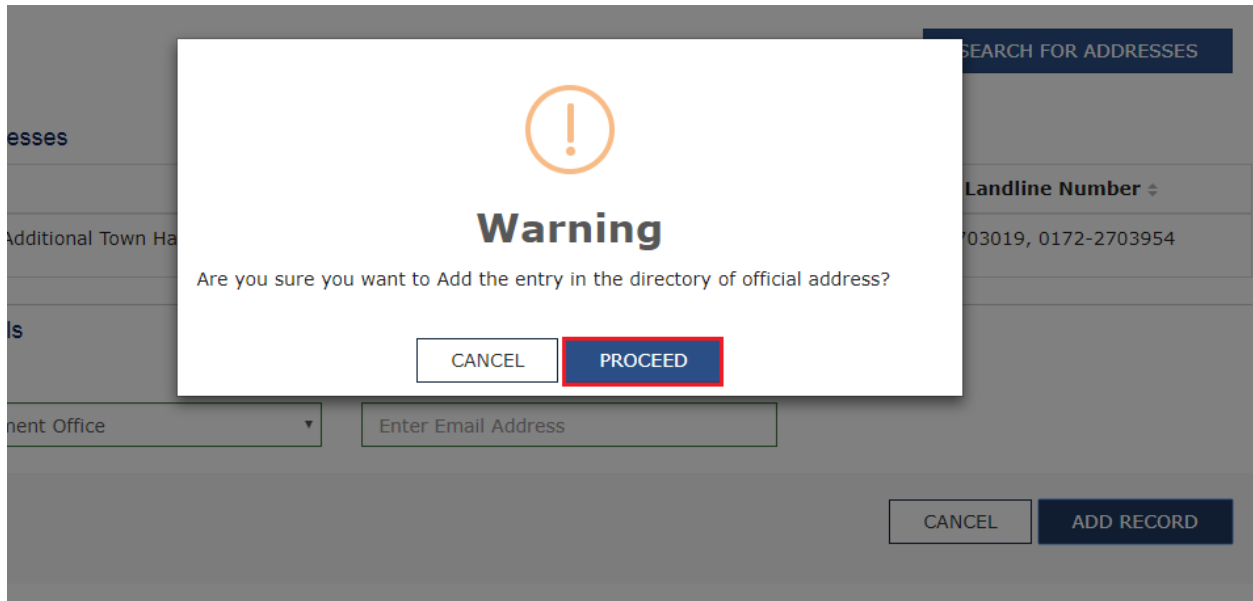 SEARCH FOR ADDRESSES
esses
Landline Number
Additional Town Ha
703019, 0172-2703954
Warning
Are you sure you want to Add the entry in the directory of official address?
CANCEL PROCEED
ls
ment Office
Enter Email Address
CANCEL ADD RECORD